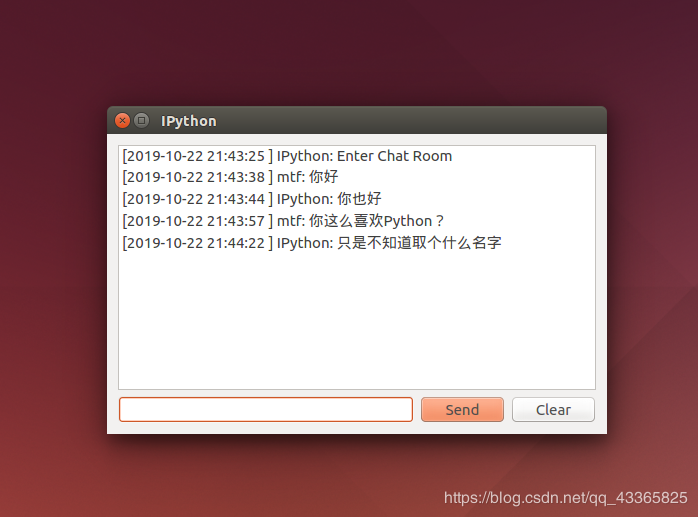 IPython
[2019-10-22 21:43:25 ] IPython: Enter Chat Room
[2019-10-22 21:43:38 ] mtf: 你好
[2019-10-22 21:43:44 ] IPython: 你也好
[2019-10-22 21:43:57 ] mtf: 你这么喜欢Python？
[2019-10-22 21:44:22 ] IPython: 只是不知道取个什么名字
Send Clear
https://blog.csdn.net/qq_43365825